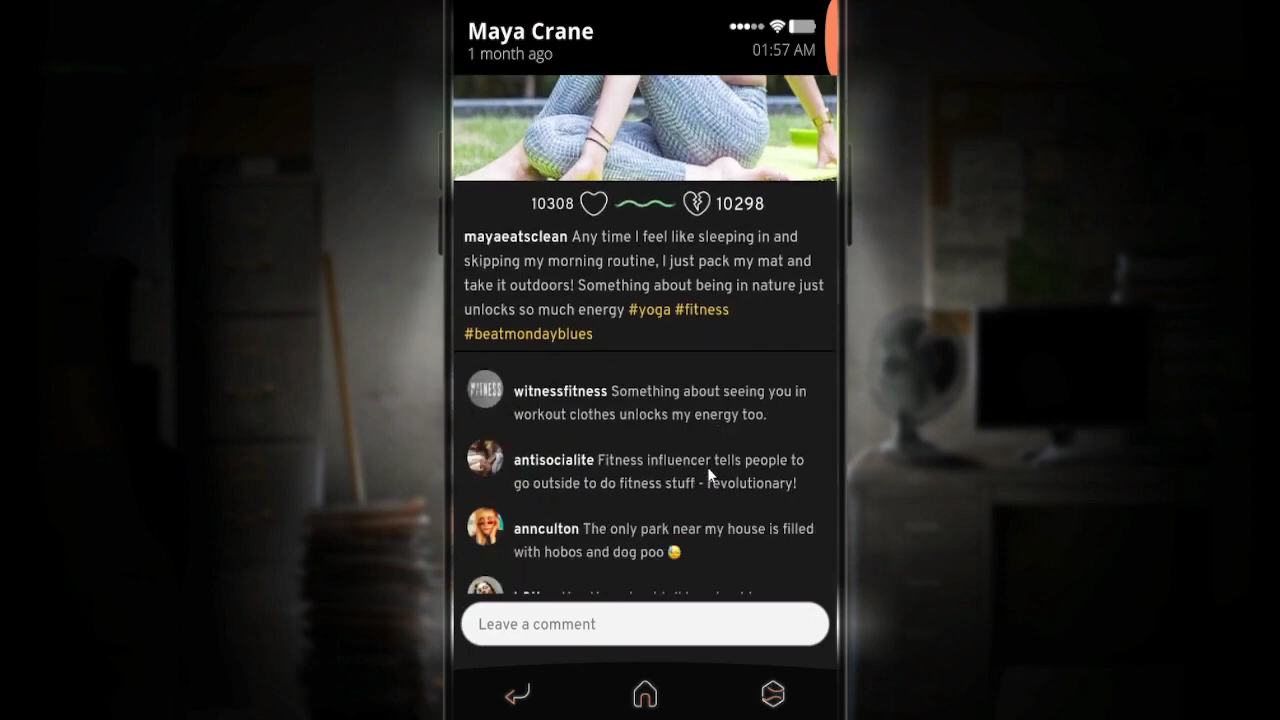 Maya Crane
1 month ago
01:57 AM
10308
10298
mayaeatsclean Any time I feel like sleeping in and
skipping my morning routine, I just pack my mat and
take it outdoors! Something about being in nature just
unlocks so much energy #yoga #fitness
#beatmondayblues
witnessfitness Something about seeing you in
workout clothes unlocks my energy too.
antisocialite Fitness influencer tells people to
go outside to do fitness stuff - revolutionary!
annculton The only park near my house is filled
with hobos and dog poo 😅
Leave a comment